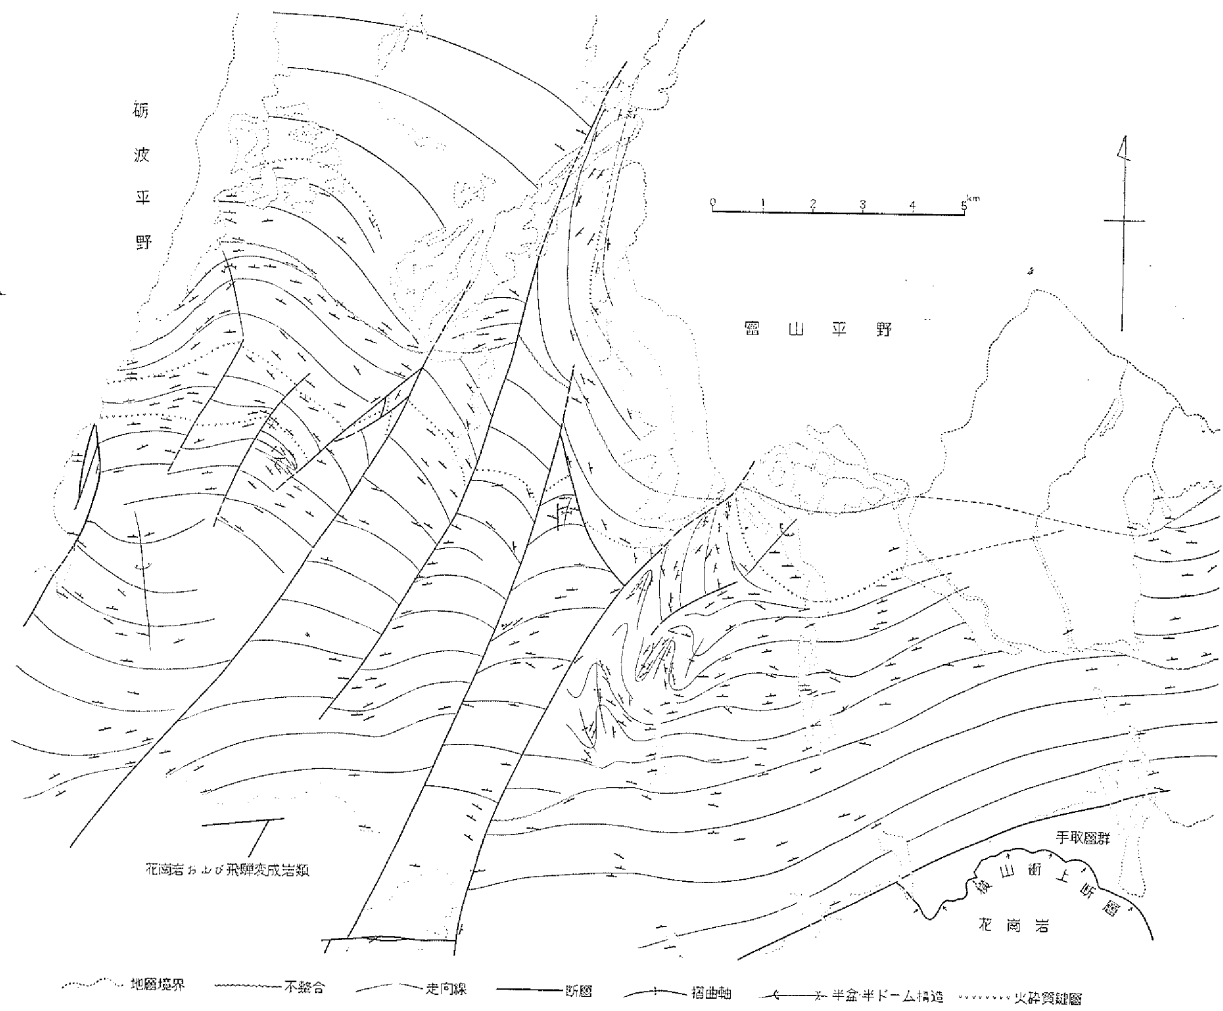 砺波平野
0 1 2 3 4 5km
富山平野
手取層群
横山衝上断層
花崗岩
花崗岩および飛騨変成岩類
地層境界 不整合 走向線 断層 褶曲軸 半盆·半ドーム構造 火砕質鍵層